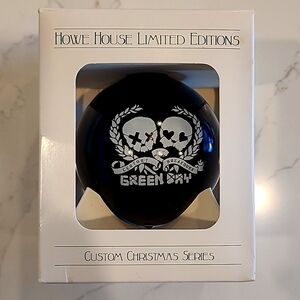 Howe House Limited Editions
GREEN DAY
Custom Christmas Series